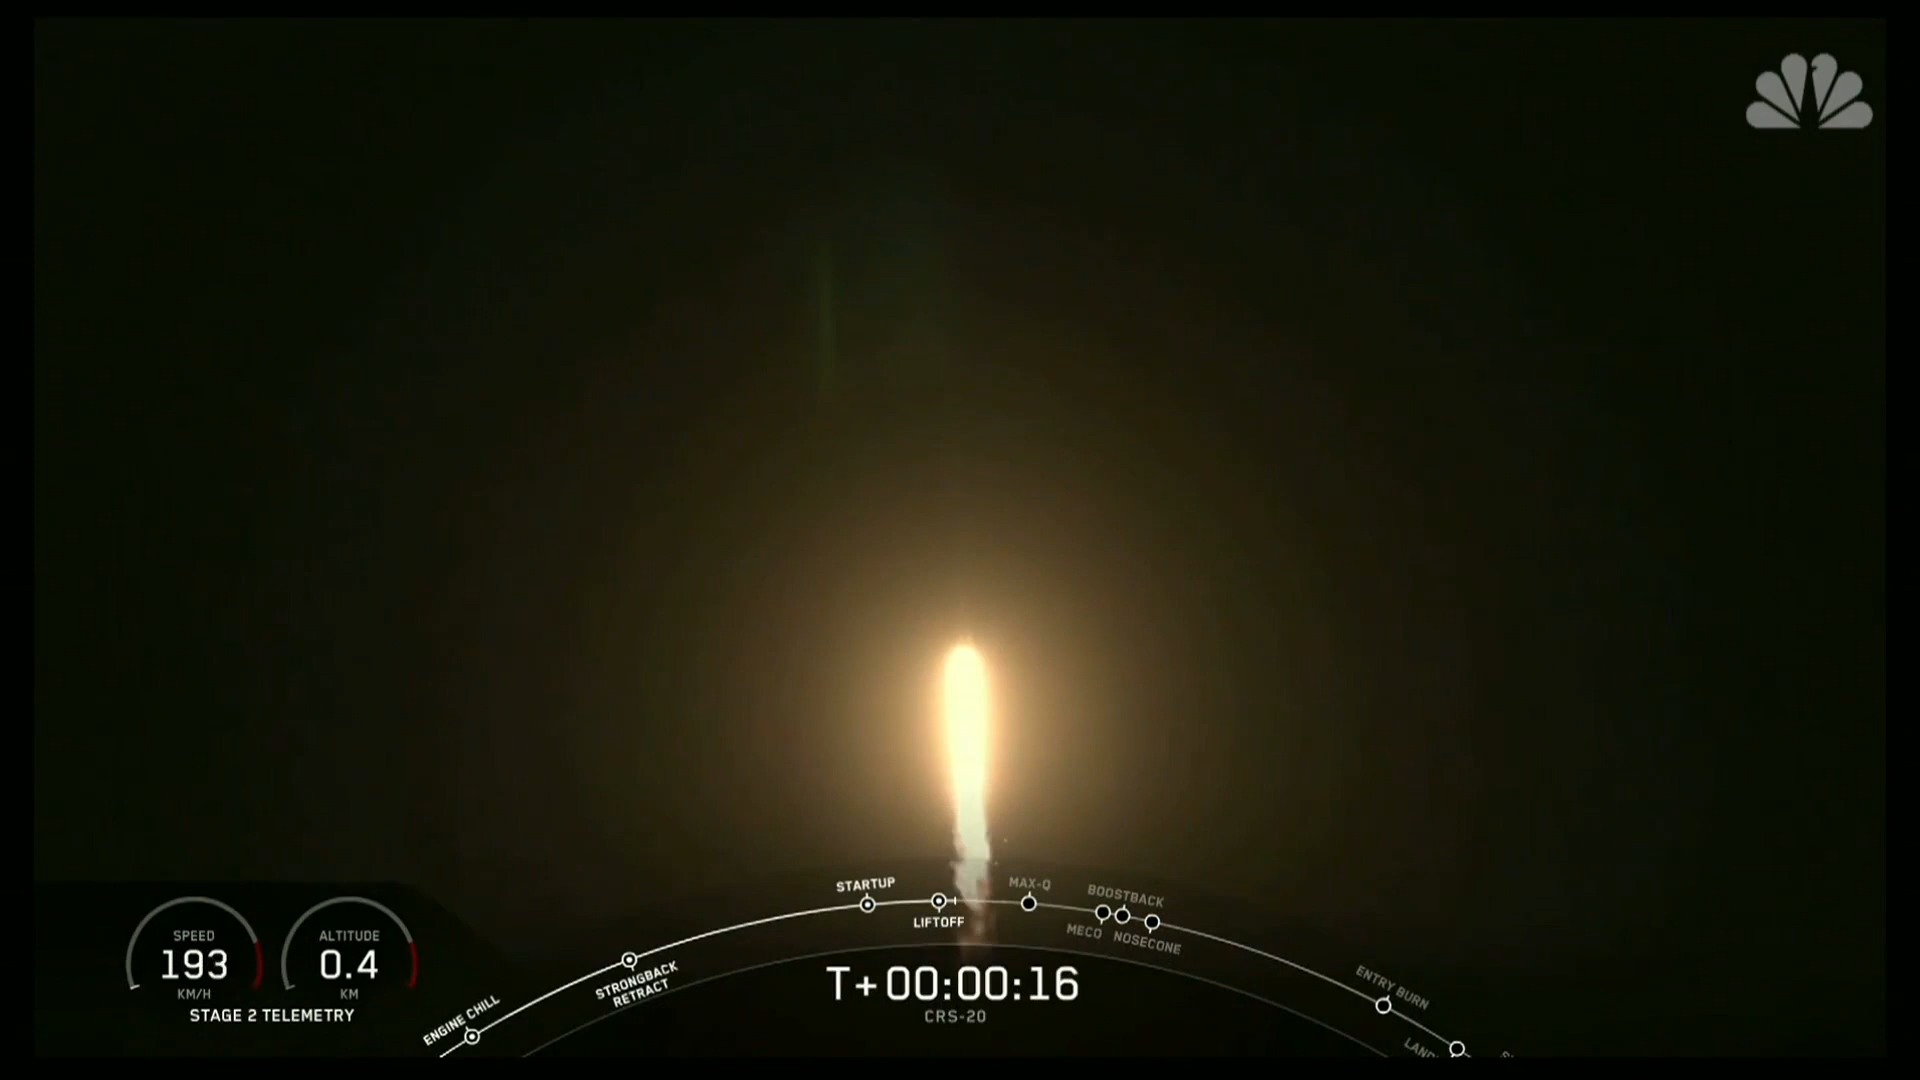 STARTUP
MAX-Q
BOOSTBACK
LIFTOFF
MECO
NOSECONE
SPEED
193
KM/H
ALTITUDE
0.4
KM
STAGE 2 TELEMETRY
ENGINE CHILL
STRONGBACK
RETRACT
T+00:00:16
CRS-20
ENTRY BURN